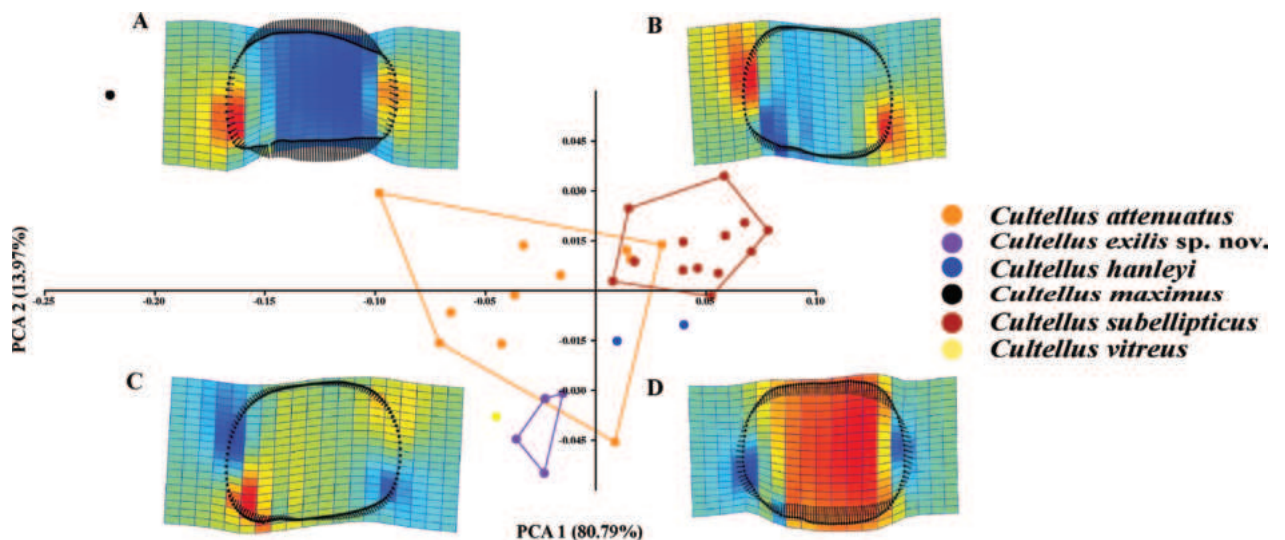 A
B
0.045
0.030
0.015
-0.25
-0.20
-0.15
-0.10
-0.05
0.05
0.10
-0.015
-0.030
-0.045
PCA 2 (13.97%)
Cultellus attenuatus
Cultellus exilis sp. nov.
Cultellus hanleyi
Cultellus maximus
Cultellus subellipticus
Cultellus vitreus
C
D
PCA 1 (80.79%)